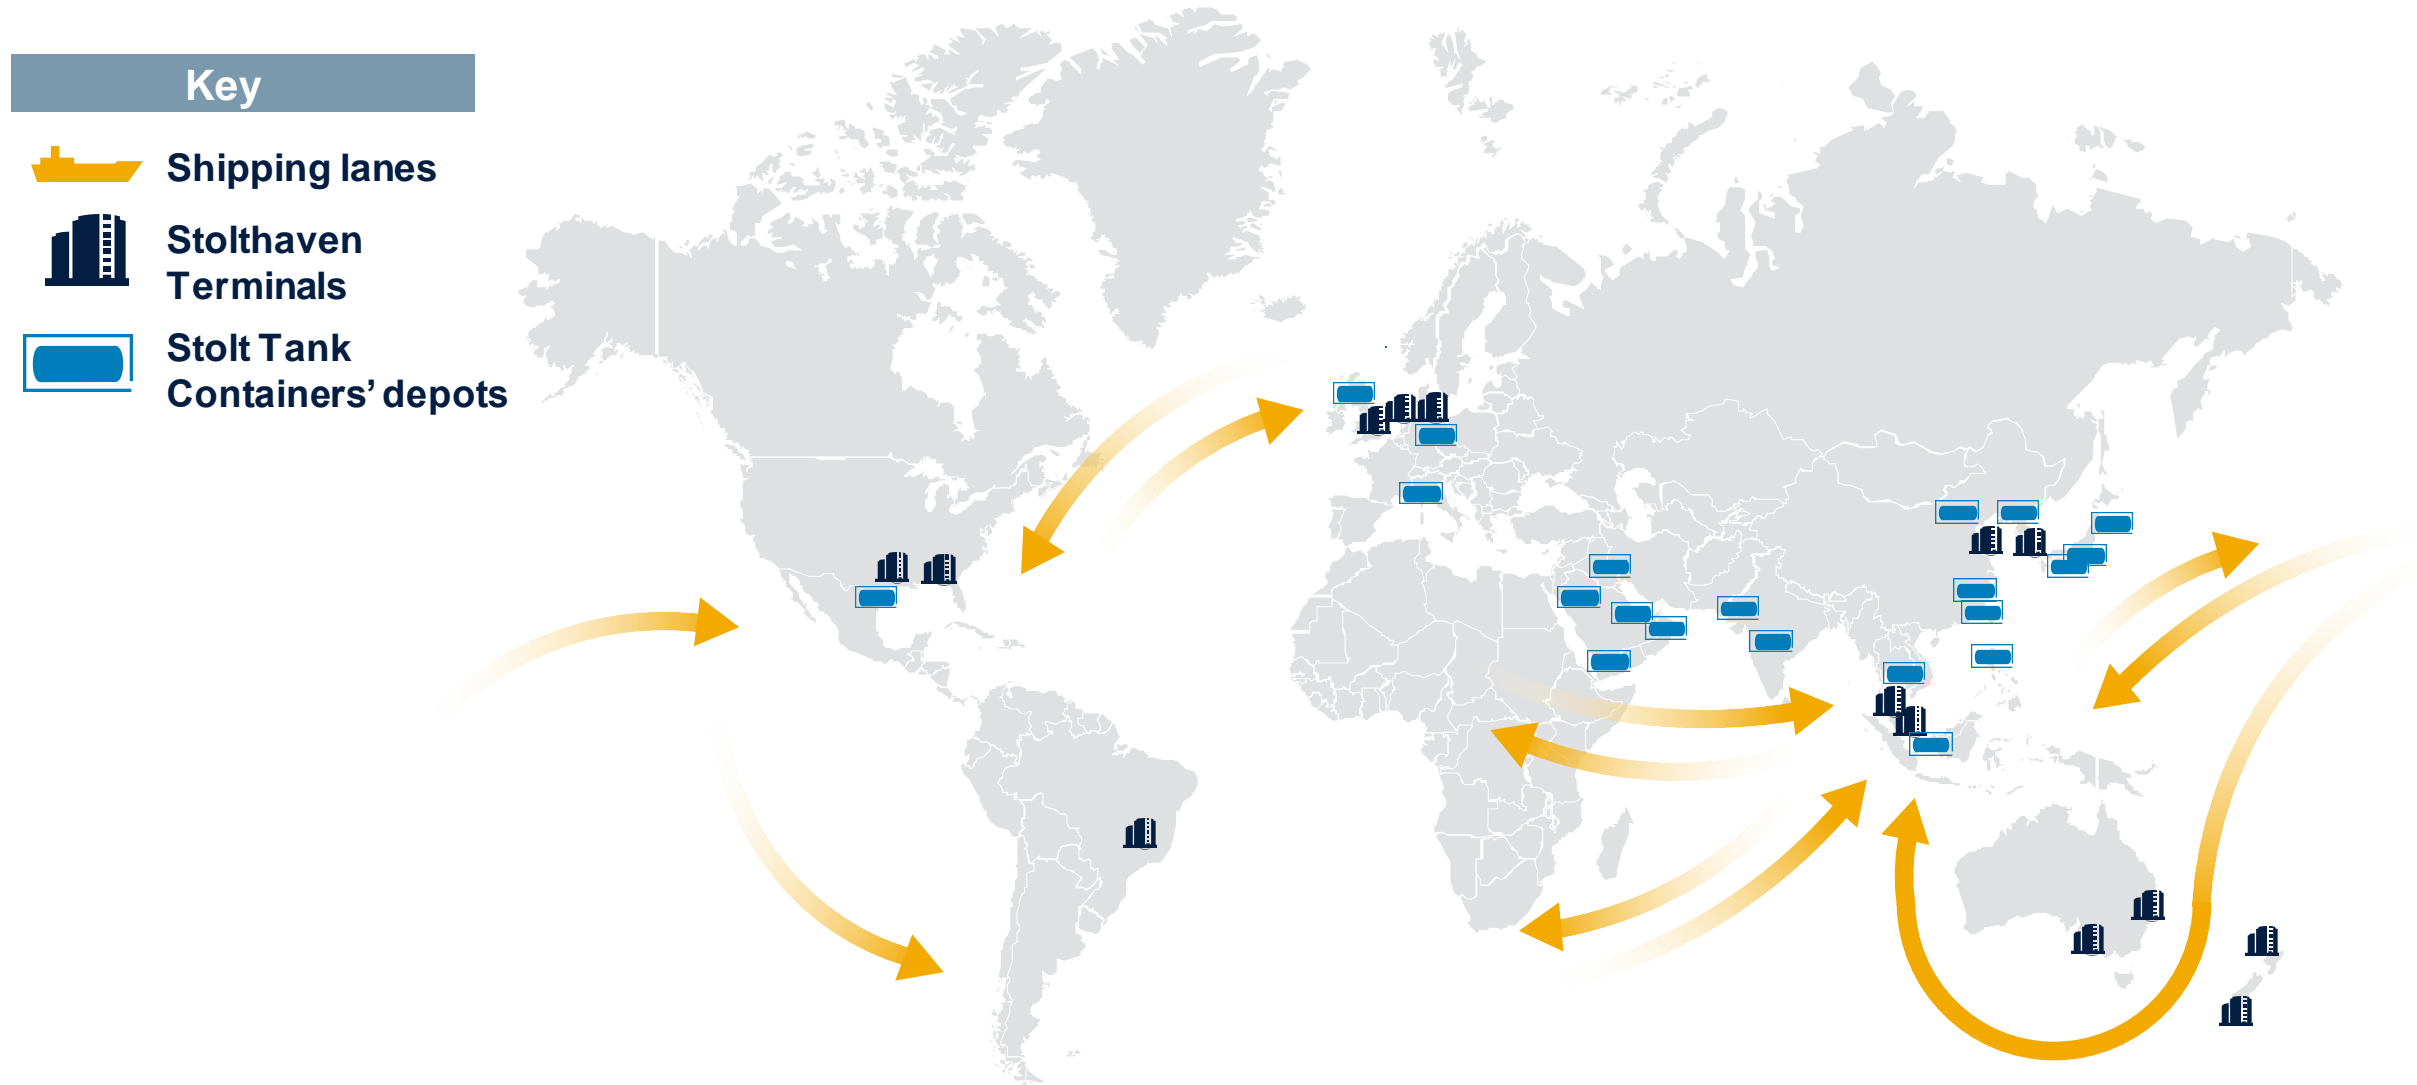 Key
Shipping lanes
Stolthaven
Terminals
Stolt Tank
Containers’ depots